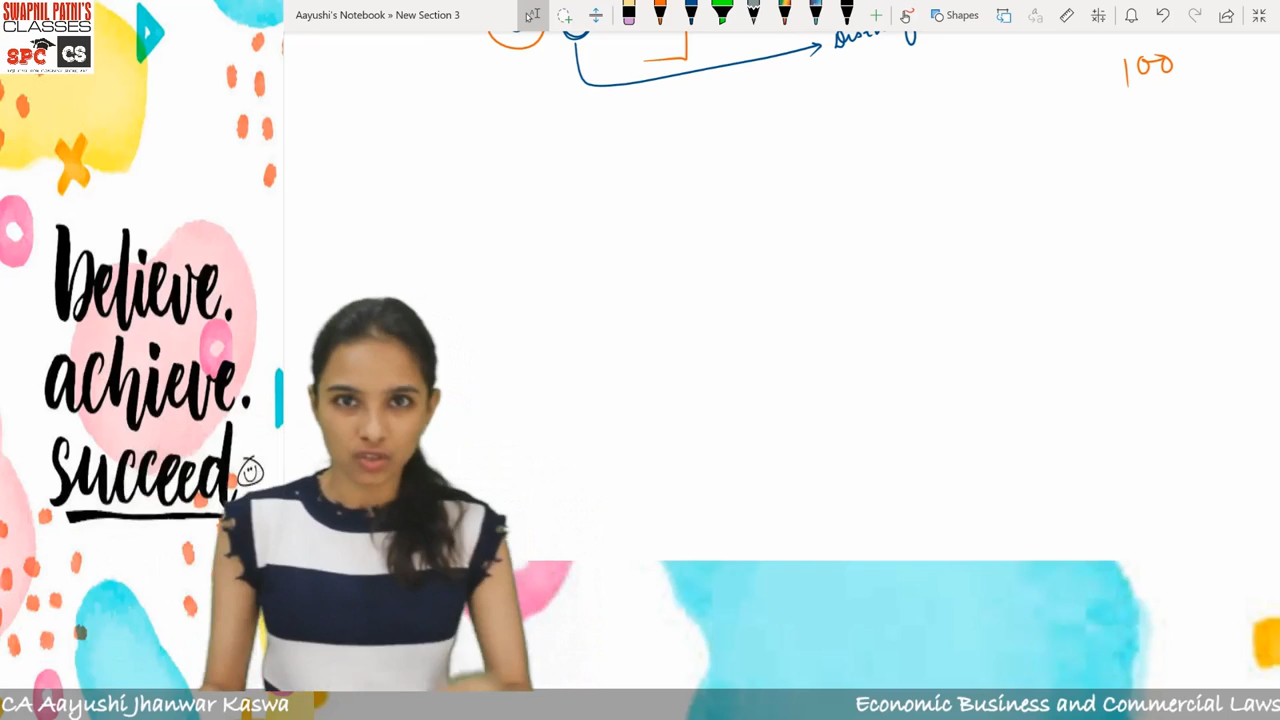 SWAPNIL PATNI'S
CLASSES
SPC CS
Aayushi's Notebook » New Section 3
Shapes
100
Believe.
achieve.
succeed
CA Aayushi Jhanwar Kaswa
Economic Business and Commercial Laws